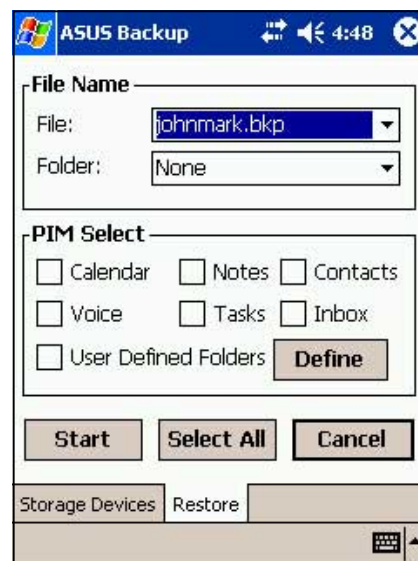 ASUS Backup 4:48
File Name
File: johnmark.bkp
Folder: None
PIM Select
Calendar Notes Contacts
Voice Tasks Inbox
User Defined Folders Define
Start Select All Cancel
Storage Devices Restore